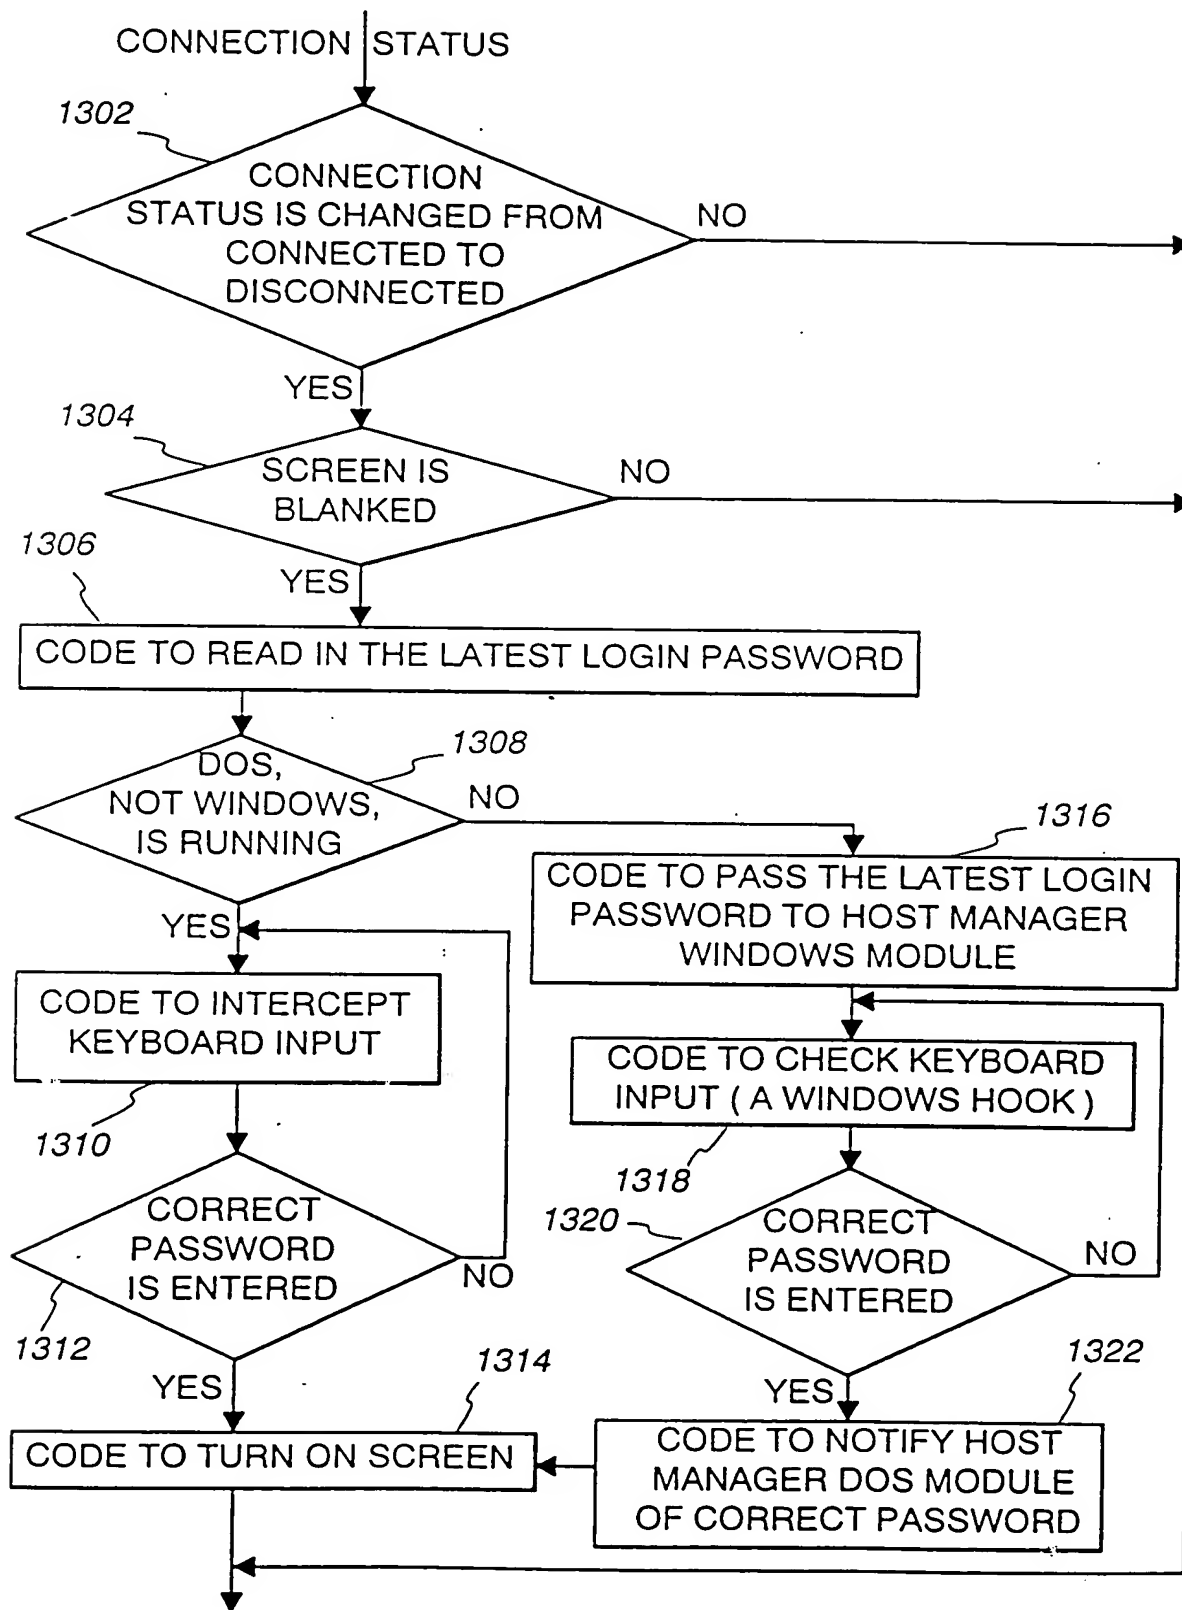 CONNECTION STATUS
1302
CONNECTION
STATUS IS CHANGED FROM
CONNECTED TO
DISCONNECTED
NO
YES
1304
SCREEN IS
BLANKED
NO
YES
1306
CODE TO READ IN THE LATEST LOGIN PASSWORD
1308
DOS,
NOT WINDOWS,
IS RUNNING
NO
YES
1316
CODE TO PASS THE LATEST LOGIN
PASSWORD TO HOST MANAGER
WINDOWS MODULE
CODE TO INTERCEPT
KEYBOARD INPUT
1310
CODE TO CHECK KEYBOARD
INPUT ( A WINDOWS HOOK )
1318
CORRECT
PASSWORD
IS ENTERED
NO
1312
YES
1320
CORRECT
PASSWORD
IS ENTERED
NO
YES
1314
CODE TO TURN ON SCREEN
1322
CODE TO NOTIFY HOST
MANAGER DOS MODULE
OF CORRECT PASSWORD